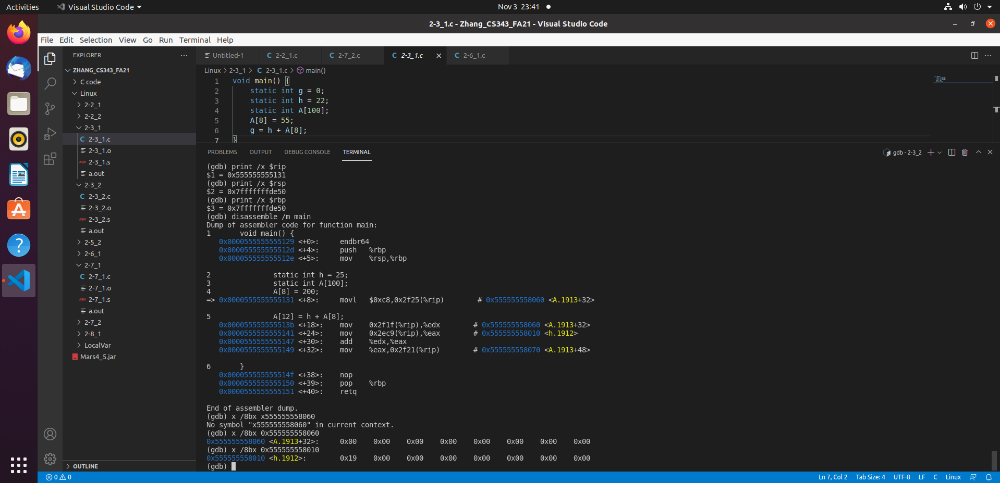 Activities Visual Studio Code Nov 3 23:41
2-3_1.c - Zhang_CS343_FA21 - Visual Studio Code
File Edit Selection View Go Run Terminal Help
EXPLORER
ZHANG_CS343_FA21
C code
Linux
2-2_1
2-2_2
2-3_1
C 2-3_1.c
2-3_1.o
ASM 2-3_1.s
a.out
2-3_2
C 2-3_2.c
2-3_2.o
ASM 2-3_2.s
a.out
2-5_2
2-6_1
2-7_1
C 2-7_1.c
2-7_1.o
ASM 2-7_1.s
a.out
2-7_2
2-8_1
LocalVar
Mars4_5.jar
OUTLINE
Untitled-1 C 2-2_1.c C 2-7_2.c C 2-3_1.c C 2-6_1.c
Linux > 2-3_1 > C 2-3_1.c > main()
1 void main() {
2 static int g = 0;
3 static int h = 22;
4 static int A[100];
5 A[8] = 55;
6 g = h + A[8];
7 }
PROBLEMS OUTPUT DEBUG CONSOLE TERMINAL gdb - 2-3_2
(gdb) print /x $rip
$1 = 0x555555555131
(gdb) print /x $rsp
$2 = 0x7fffffffde50
(gdb) print /x $rbp
$3 = 0x7fffffffde50
(gdb) disassemble /m main
Dump of assembler code for function main:
1 void main() {
0x0000555555555129 <+0>: endbr64
0x000055555555512d <+4>: push %rbp
0x000055555555512e <+5>: mov %rsp,%rbp
2 static int h = 25;
3 static int A[100];
4 A[8] = 200;
=> 0x0000555555555131 <+8>: movl $0xc8,0x2f25(%rip) # 0x555555558060 <A.1913+32>
5 A[12] = h + A[8];
0x000055555555513b <+18>: mov 0x2f1f(%rip),%edx # 0x555555558060 <A.1913+32>
0x0000555555555141 <+24>: mov 0x2ec9(%rip),%eax # 0x555555558010 <h.1912>
0x0000555555555147 <+30>: add %edx,%eax
0x0000555555555149 <+32>: mov %eax,0x2f21(%rip) # 0x555555558070 <A.1913+48>
6 }
0x000055555555514f <+38>: nop
0x0000555555555150 <+39>: pop %rbp
0x0000555555555151 <+40>: retq
End of assembler dump.
(gdb) x /8bx x555555558060
No symbol "x555555558060" in current context.
(gdb) x /8bx 0x555555558060
0x555555558060 <A.1913+32>: 0x00 0x00 0x00 0x00 0x00 0x00 0x00 0x00
(gdb) x /8bx 0x555555558010
0x555555558010 <h.1912>: 0x19 0x00 0x00 0x00 0x00 0x00 0x00 0x00
(gdb)
0 0 Ln 7, Col 2 Tab Size: 4 UTF-8 LF C Linux